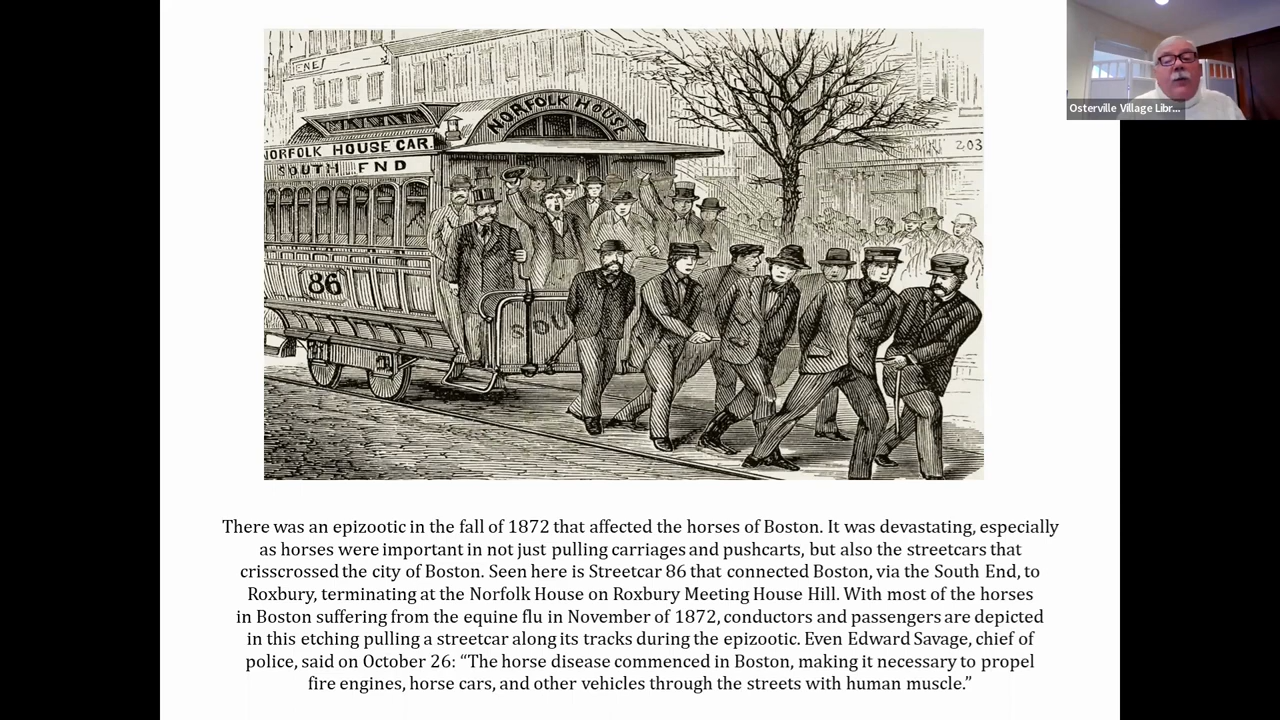 NE
NORFOLK HOUSE
NORFOLK HOUSE CAR.
SOUTH END
203
86
SOU
Osterville Village Libr...
There was an epizootic in the fall of 1872 that affected the horses of Boston. It was devastating, especially
as horses were important in not just pulling carriages and pushcarts, but also the streetcars that
crisscrossed the city of Boston. Seen here is Streetcar 86 that connected Boston, via the South End, to
Roxbury, terminating at the Norfolk House on Roxbury Meeting House Hill. With most of the horses
in Boston suffering from the equine flu in November of 1872, conductors and passengers are depicted
in this etching pulling a streetcar along its tracks during the epizootic. Even Edward Savage, chief of
police, said on October 26: “The horse disease commenced in Boston, making it necessary to propel
fire engines, horse cars, and other vehicles through the streets with human muscle.”